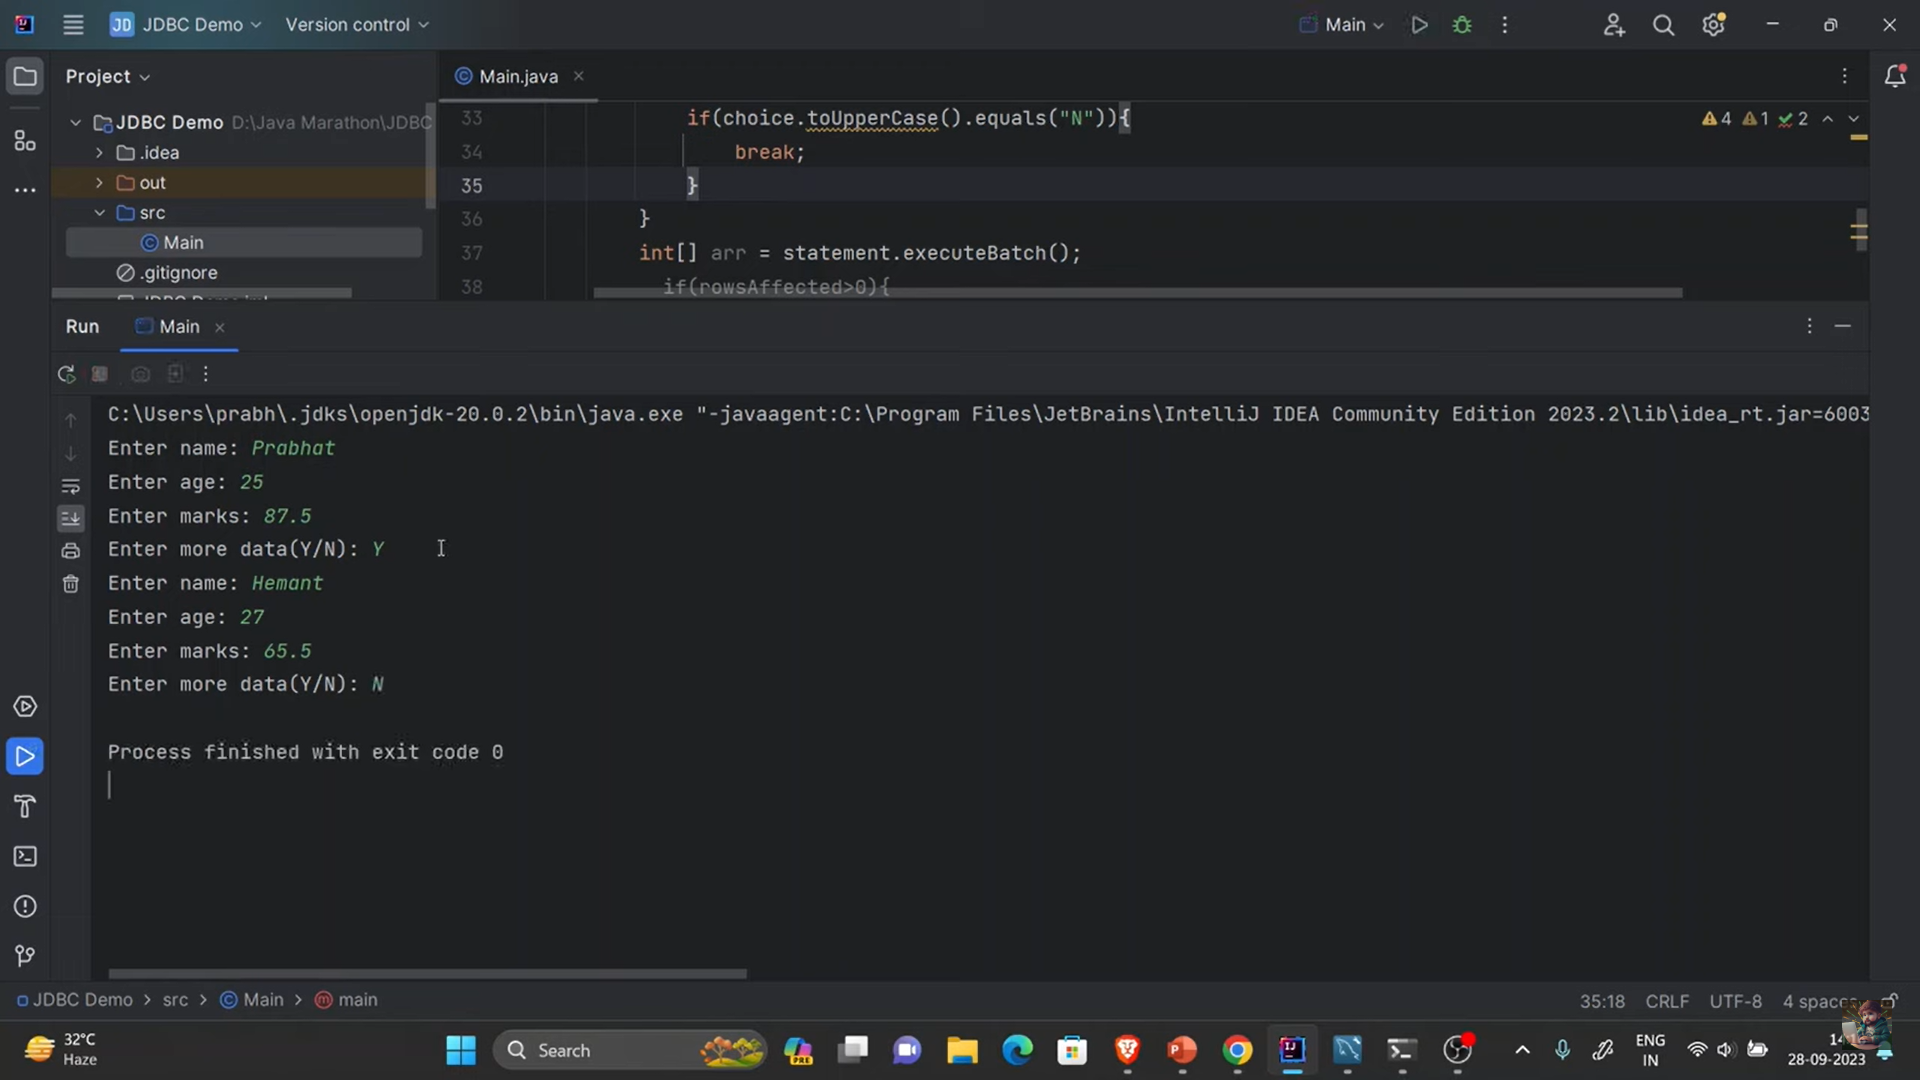 JD JDBC Demo Version control Main
Project Main.java
JDBC Demo D:\Java Marathon\JDBC
.idea
out
src
Main
.gitignore
33 if(choice.toUpperCase().equals("N")){
34 break;
35 }
36 }
37 int[] arr = statement.executeBatch();
38 if(rowsAffected>0){
4 1 2
Run Main
C:\Users\prabh\.jdks\openjdk-20.0.2\bin\java.exe "-javaagent:C:\Program Files\JetBrains\IntelliJ IDEA Community Edition 2023.2\lib\idea_rt.jar=6003
Enter name: Prabhat
Enter age: 25
Enter marks: 87.5
Enter more data(Y/N): Y
Enter name: Hemant
Enter age: 27
Enter marks: 65.5
Enter more data(Y/N): N
Process finished with exit code 0
JDBC Demo > src > Main > main 35:18 CRLF UTF-8 4 spaces
32°C
Haze
Search
PRE
ENG
IN
28-09-2023